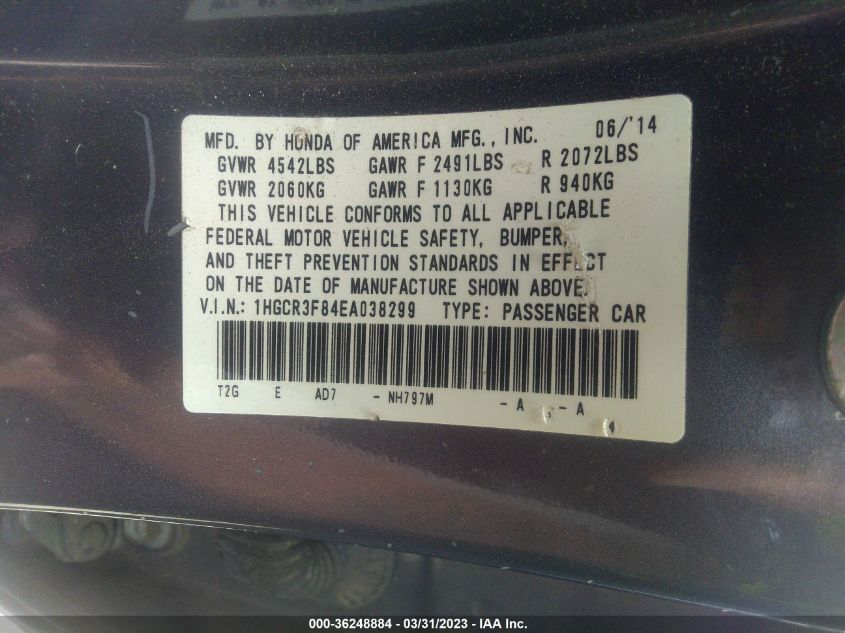 MFD. BY HONDA OF AMERICA MFG., INC. 06/'14
GVWR 4542LBS GAWR F 2491LBS R 2072LBS
GVWR 2060KG GAWR F 1130KG R 940KG
THIS VEHICLE CONFORMS TO ALL APPLICABLE
FEDERAL MOTOR VEHICLE SAFETY, BUMPER,
AND THEFT PREVENTION STANDARDS IN EFFECT
ON THE DATE OF MANUFACTURE SHOWN ABOVE.
V.I.N.: 1HGCR3F84EA038299 TYPE: PASSENGER CAR
T2G E AD7 - NH797M - A - A
000-36248884 / 03/31/2023 / IAA Inc.